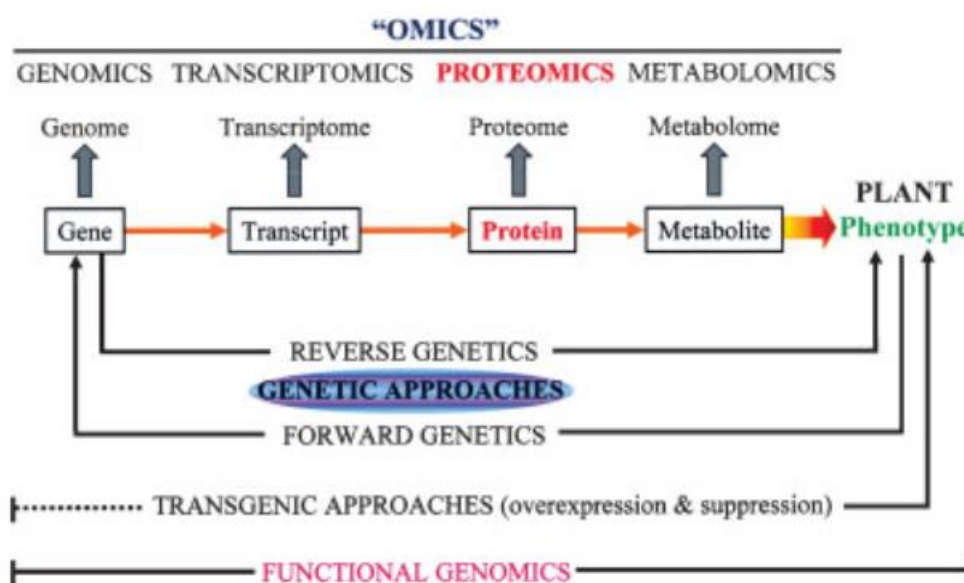 “OMICS”
GENOMICS TRANSCRIPTOMICS PROTEOMICS METABOLOMICS
Genome Transcriptome Proteome Metabolome
PLANT
Gene Transcript Protein Metabolite Phenotype
REVERSE GENETICS
GENETIC APPROACHES
FORWARD GENETICS
TRANSGENIC APPROACHES (overexpression & suppression)
FUNCTIONAL GENOMICS